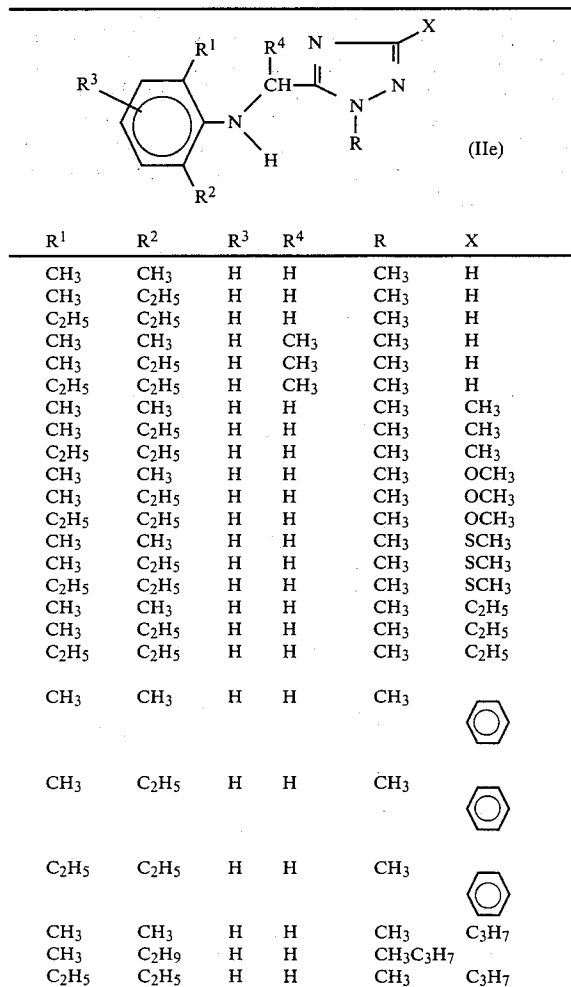 R¹ R⁴ N X
R³ CH N
N N
H R (IIe)
R²
R¹ R² R³ R⁴ R X
CH₃ CH₃ H H CH₃ H
CH₃ C₂H₅ H H CH₃ H
C₂H₅ C₂H₅ H H CH₃ H
CH₃ CH₃ H CH₃ CH₃ H
CH₃ C₂H₅ H CH₃ CH₃ H
C₂H₅ C₂H₅ H CH₃ CH₃ H
CH₃ CH₃ H H CH₃ CH₃
CH₃ C₂H₅ H H CH₃ CH₃
C₂H₅ C₂H₅ H H CH₃ CH₃
CH₃ CH₃ H H CH₃ OCH₃
CH₃ C₂H₅ H H CH₃ OCH₃
C₂H₅ C₂H₅ H H CH₃ OCH₃
CH₃ CH₃ H H CH₃ SCH₃
CH₃ C₂H₅ H H CH₃ SCH₃
C₂H₅ C₂H₅ H H CH₃ SCH₃
CH₃ CH₃ H H CH₃ C₂H₅
CH₃ C₂H₅ H H CH₃ C₂H₅
C₂H₅ C₂H₅ H H CH₃ C₂H₅
CH₃ CH₃ H H CH₃
CH₃ C₂H₅ H H CH₃
C₂H₅ C₂H₅ H H CH₃
CH₃ CH₃ H H CH₃ C₃H₇
CH₃ C₂H₉ H H CH₃C₃H₇
C₂H₅ C₂H₅ H H CH₃ C₃H₇